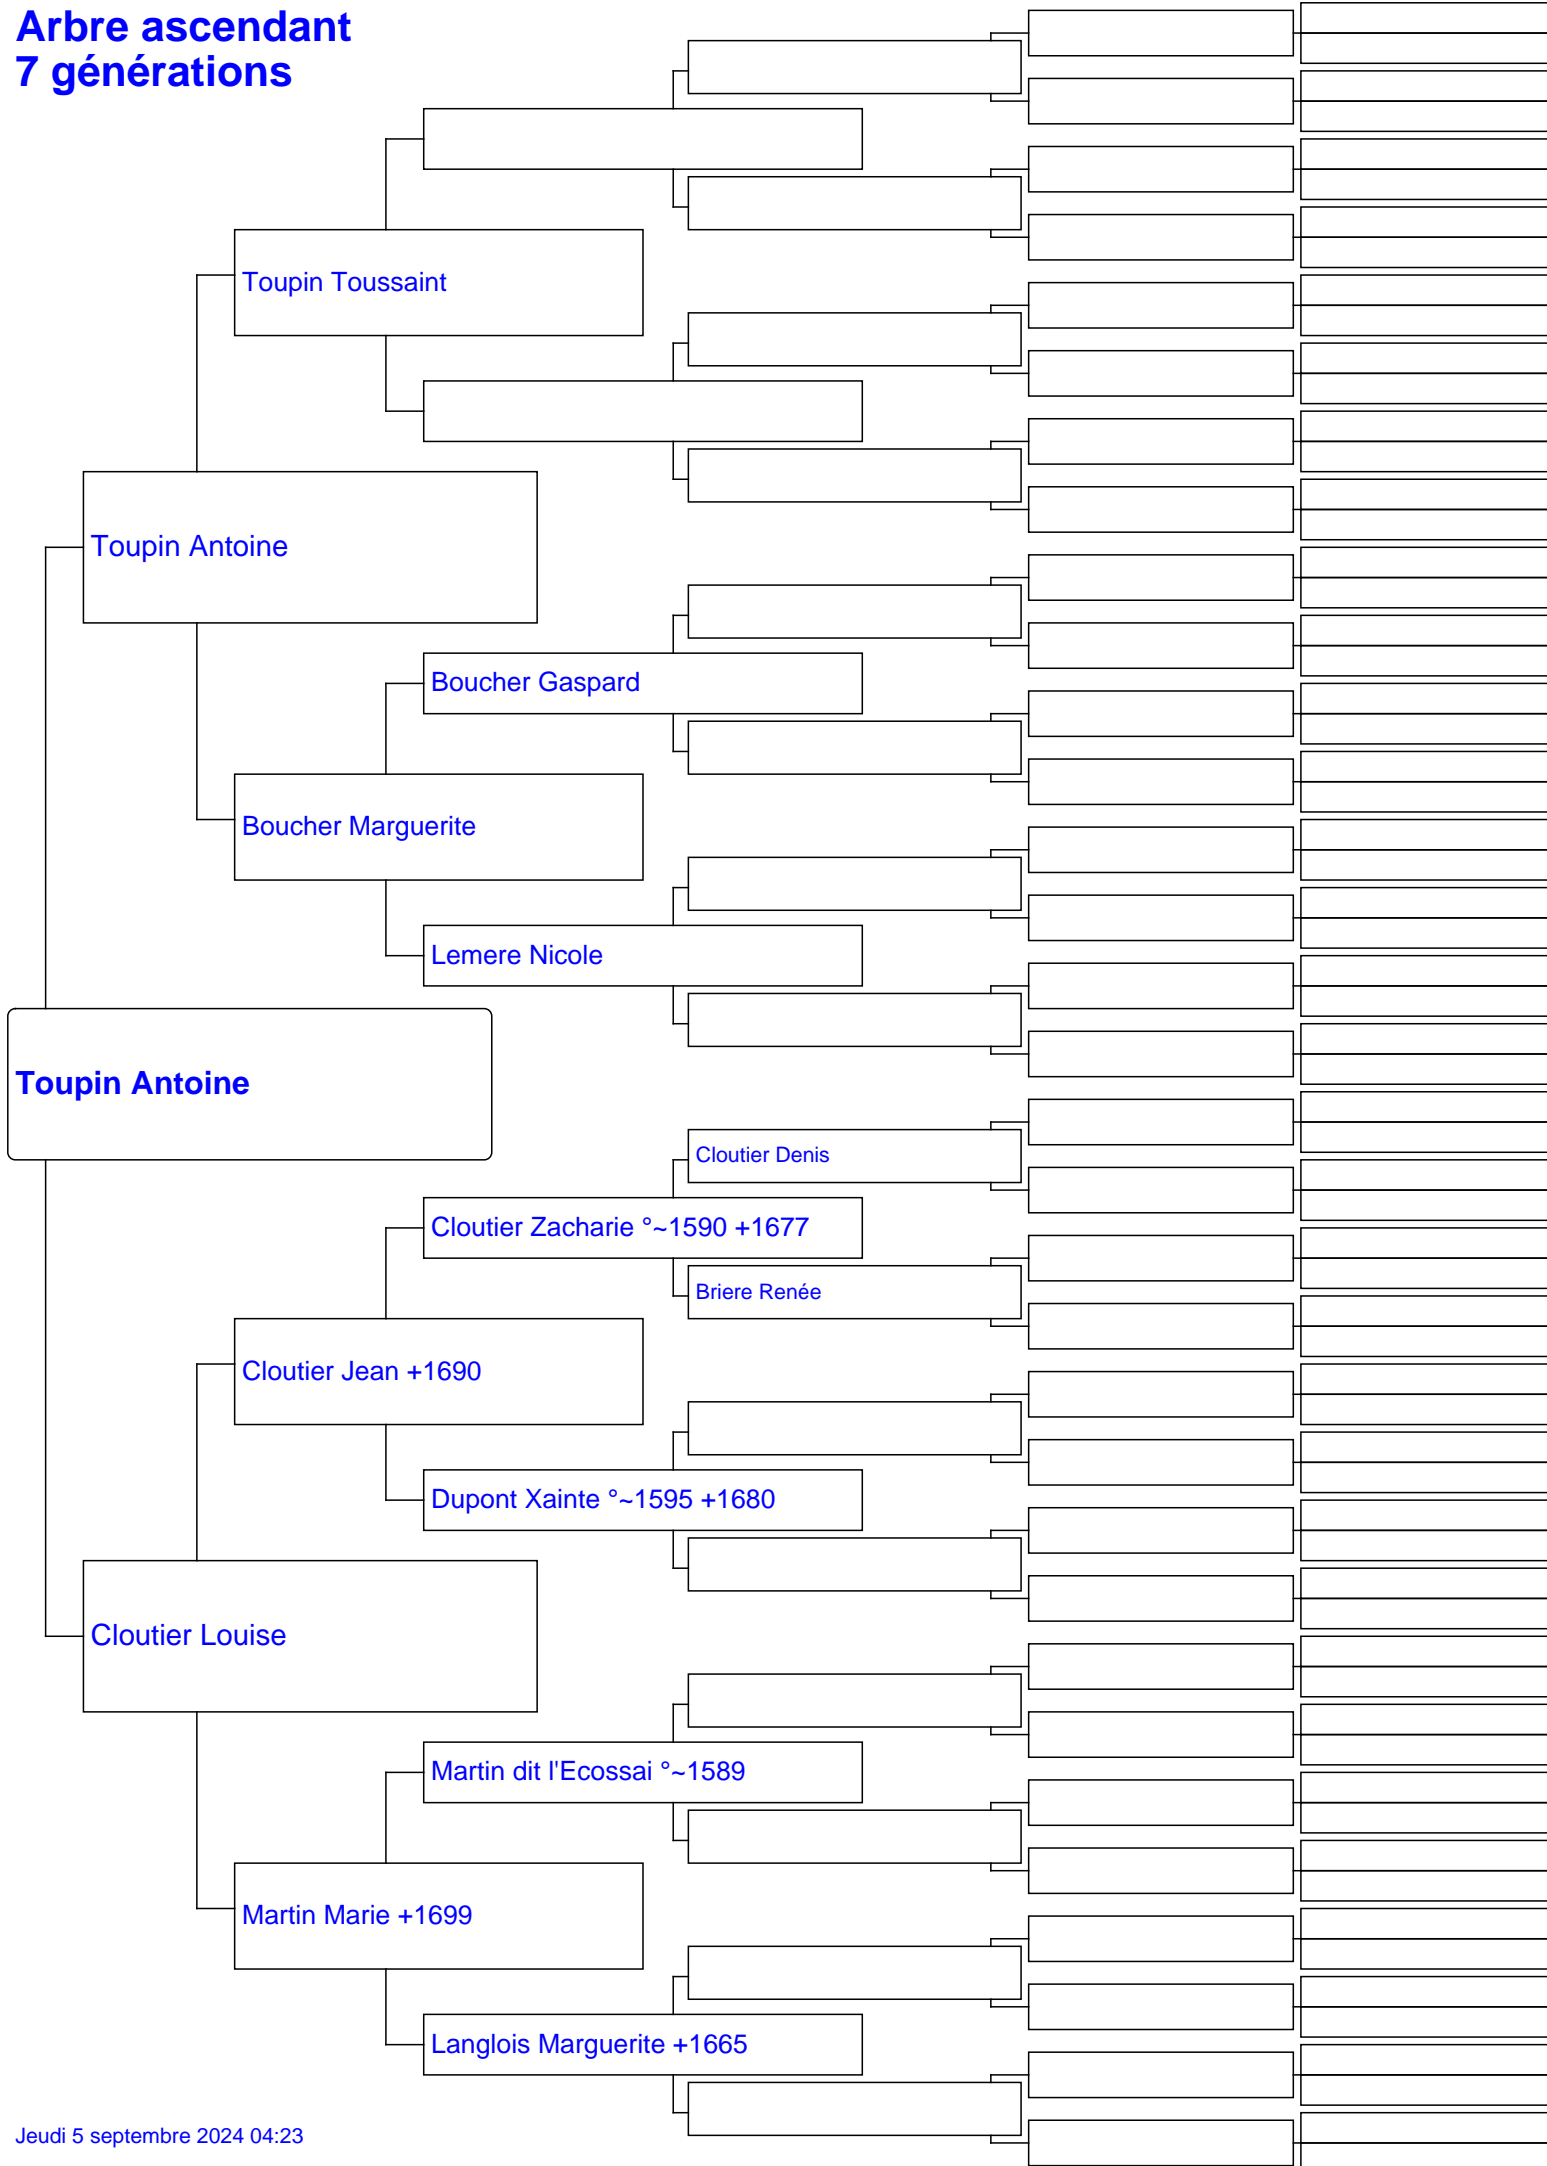 Arbre ascendant
7 générations
Toupin Toussaint
Toupin Antoine
Boucher Gaspard
Boucher Marguerite
Lemere Nicole
Toupin Antoine
Cloutier Denis
Cloutier Zacharie °~1590 +1677
Briere Renée
Cloutier Jean +1690
Dupont Xainte °~1595 +1680
Cloutier Louise
Martin dit l'Ecossai °~1589
Martin Marie +1699
Langlois Marguerite +1665
Jeudi 5 septembre 2024 04:23